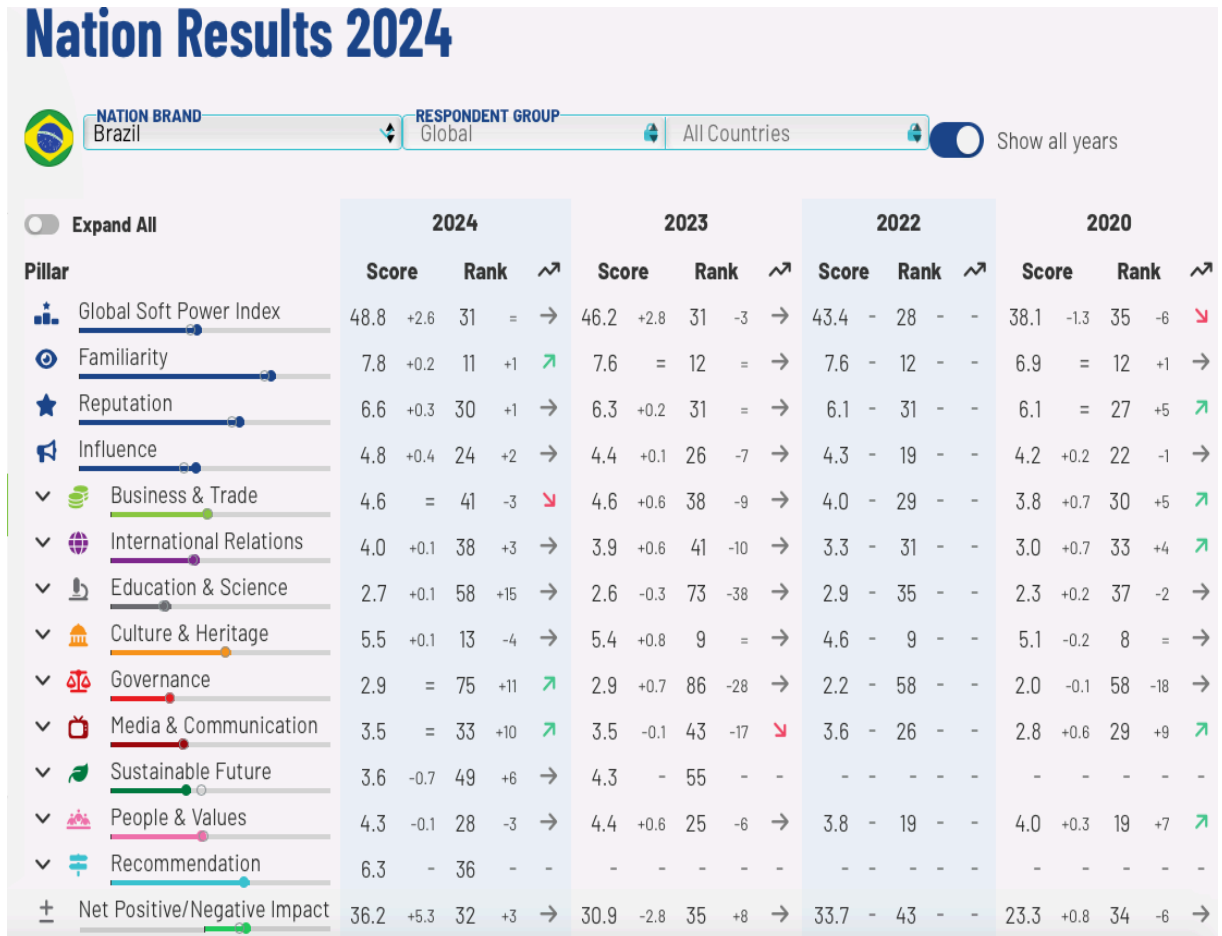 Nation Results 2024
NATION BRAND
Brazil
RESPONDENT GROUP
Global
All Countries
Show all years
Expand All
2024 2023 2022 2020
Pillar Score Rank Score Rank Score Rank Score Rank
Global Soft Power Index 48.8 +2.6 31 = 46.2 +2.8 31 -3 43.4 - 28 - - 38.1 -1.3 35 -6
Familiarity 7.8 +0.2 11 +1 7.6 = 12 = 7.6 - 12 - - 6.9 = 12 +1
Reputation 6.6 +0.3 30 +1 6.3 +0.2 31 = 6.1 - 31 - - 6.1 = 27 +5
Influence 4.8 +0.4 24 +2 4.4 +0.1 26 -7 4.3 - 19 - - 4.2 +0.2 22 -1
Business & Trade 4.6 = 41 -3 4.6 +0.6 38 -9 4.0 - 29 - - 3.8 +0.7 30 +5
International Relations 4.0 +0.1 38 +3 3.9 +0.6 41 -10 3.3 - 31 - - 3.0 +0.7 33 +4
Education & Science 2.7 +0.1 58 +15 2.6 -0.3 73 -38 2.9 - 35 - - 2.3 +0.2 37 -2
Culture & Heritage 5.5 +0.1 13 -4 5.4 +0.8 9 = 4.6 - 9 - - 5.1 -0.2 8 =
Governance 2.9 = 75 +11 2.9 +0.7 86 -28 2.2 - 58 - - 2.0 -0.1 58 -18
Media & Communication 3.5 = 33 +10 3.5 -0.1 43 -17 3.6 - 26 - - 2.8 +0.6 29 +9
Sustainable Future 3.6 -0.7 49 +6 4.3 - 55 - - - - - - - - - - - -
People & Values 4.3 -0.1 28 -3 4.4 +0.6 25 -6 3.8 - 19 - - 4.0 +0.3 19 +7
Recommendation 6.3 - 36 - - - - - - - - - - - - - - - - -
Net Positive/Negative Impact 36.2 +5.3 32 +3 30.9 -2.8 35 +8 33.7 - 43 - - 23.3 +0.8 34 -6